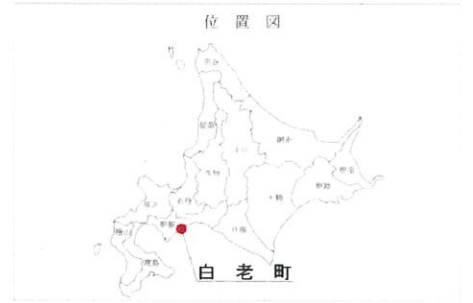 位置図
宗谷
留萌
上川
網走
空知
根室
釧路
十勝
石狩
後志
胆振
日高
檜山
渡島
白老町